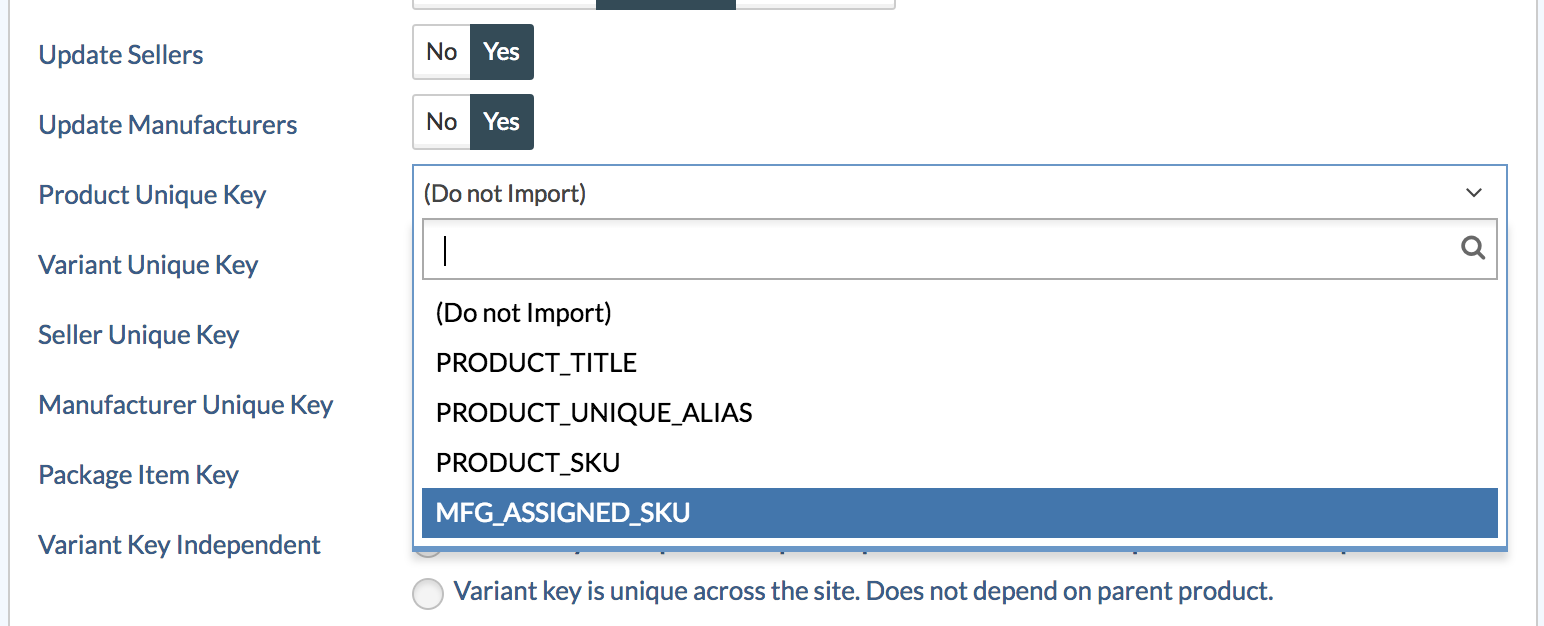 Update Sellers No Yes
Update Manufacturers No Yes
Product Unique Key (Do not Import)
Variant Unique Key
(Do not Import)
Seller Unique Key
PRODUCT_TITLE
Manufacturer Unique Key
PRODUCT_UNIQUE_ALIAS
Package Item Key
PRODUCT_SKU
MFG_ASSIGNED_SKU
Variant Key Independent
Variant key is unique across the site. Does not depend on parent product.